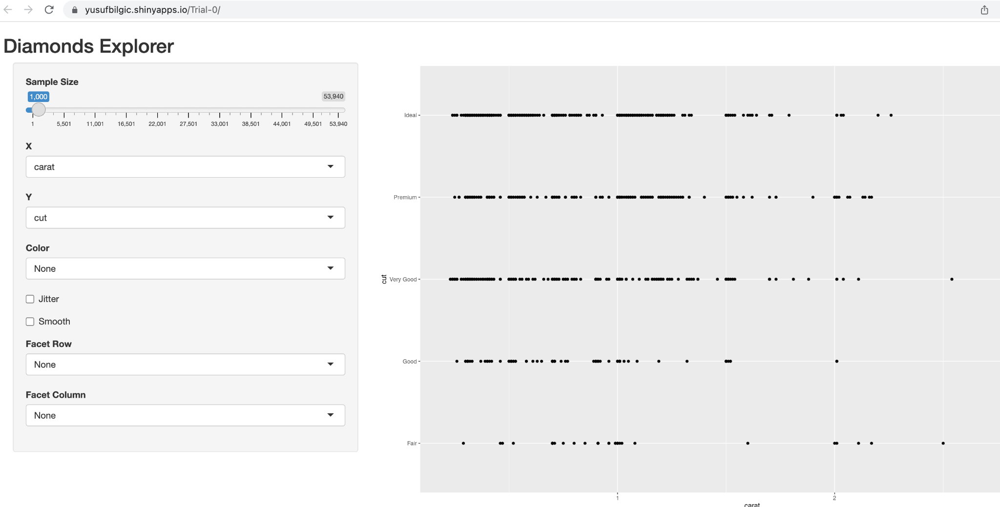 yusufbilgic.shinyapps.io/Trial-0/
Diamonds Explorer
Sample Size
1,000 53,940
1 5,501 11,001 16,501 22,001 27,501 33,001 38,501 44,001 49,501 53,940
X
carat
Y
cut
Color
None
Jitter
Smooth
Facet Row
None
Facet Column
None
cut
Ideal
Premium
Very Good
Good
Fair
1 2
carat